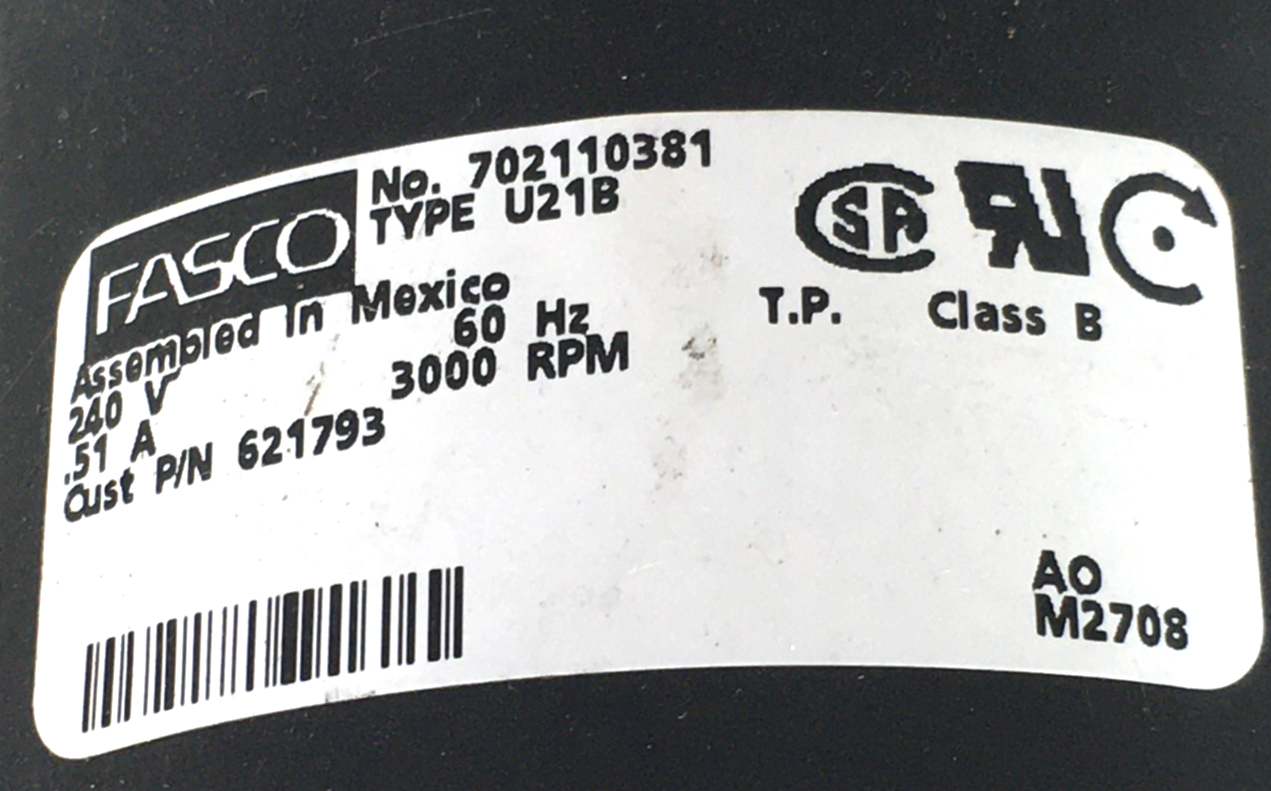 FASCO
No. 702110381
TYPE U21B
Assembled in Mexico
240 V 60 Hz
.51 A 3000 RPM
Cust P/N 621793
T.P. Class B
AO
M2708